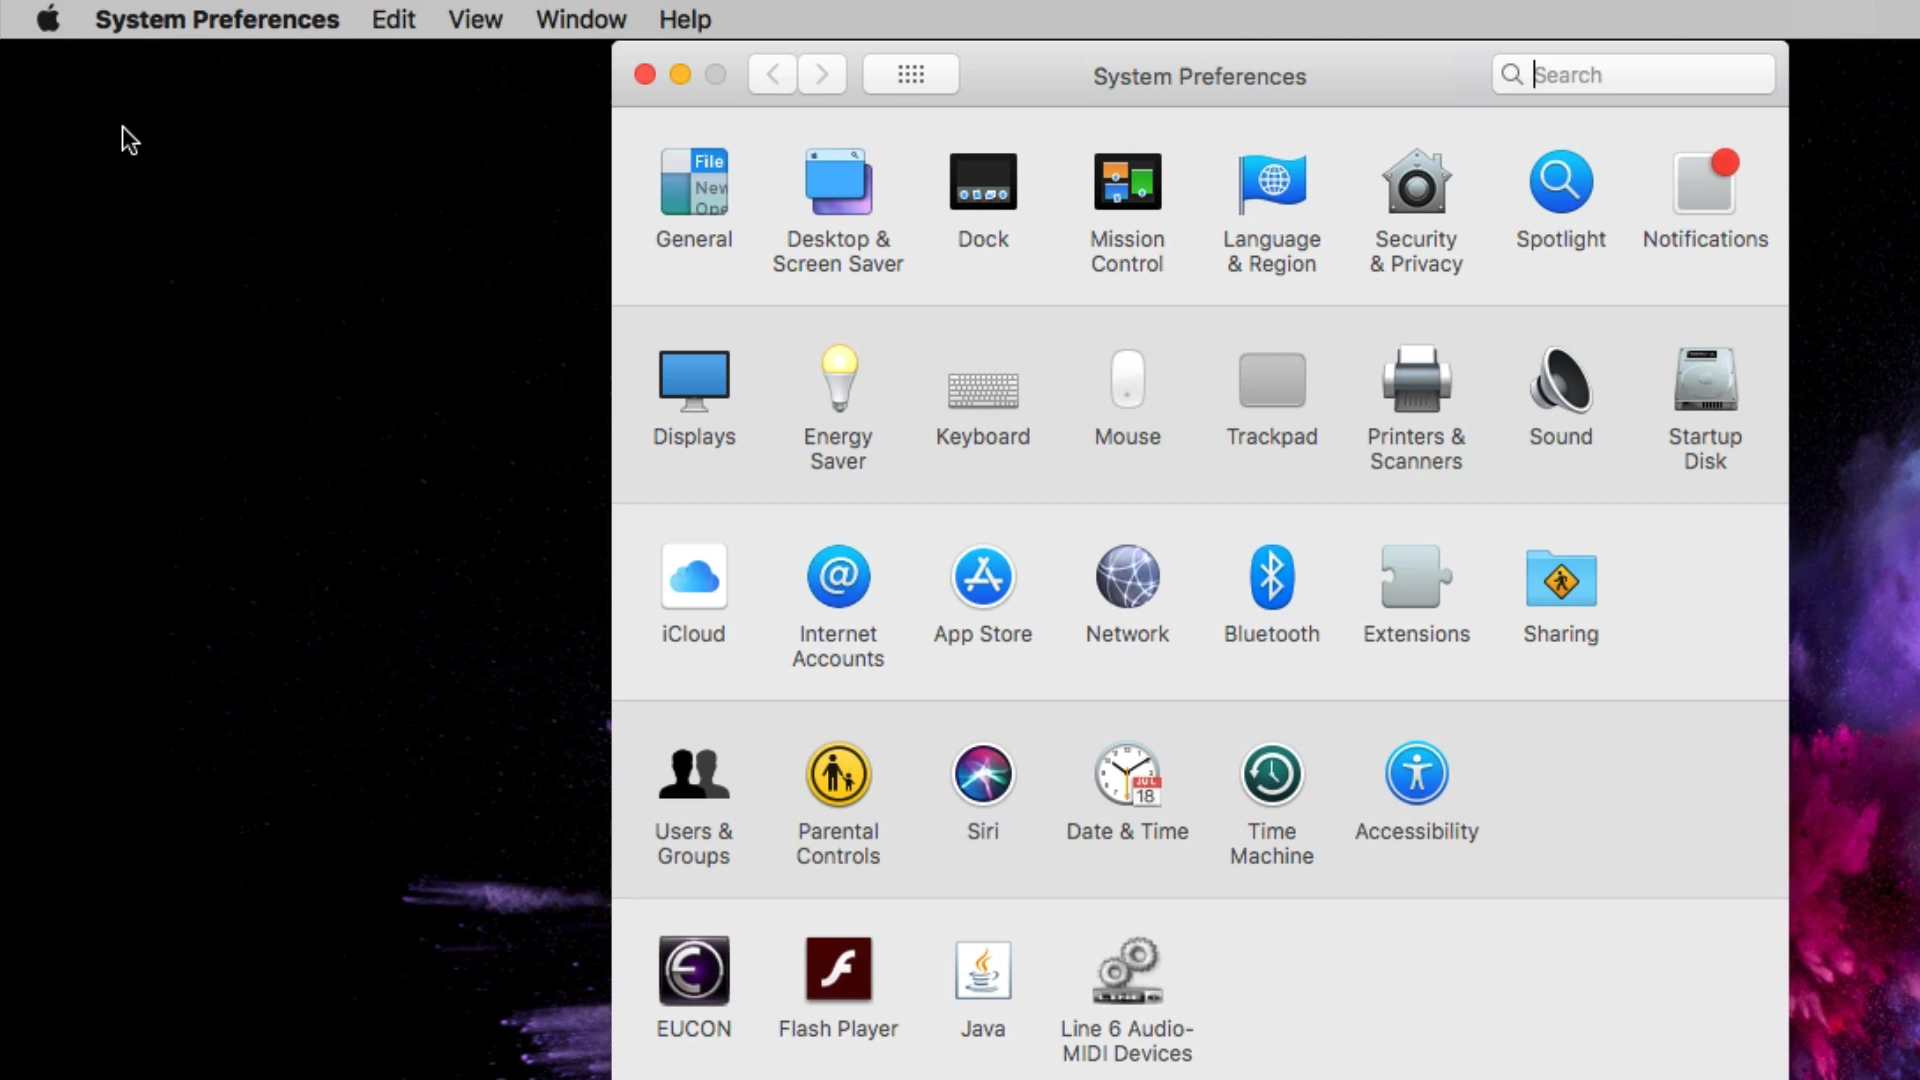 System Preferences Edit View Window Help
System Preferences
Search
File
New
Ope
General
Desktop &
Screen Saver
Dock
Mission
Control
Language
& Region
Security
& Privacy
Spotlight
Notifications
Displays
Energy
Saver
Keyboard
Mouse
Trackpad
Printers &
Scanners
Sound
Startup
Disk
iCloud
Internet
Accounts
App Store
Network
Bluetooth
Extensions
Sharing
JUL
18
Users &
Groups
Parental
Controls
Siri
Date & Time
Time
Machine
Accessibility
EUCON
Flash Player
Java
Line 6 Audio-
MIDI Devices